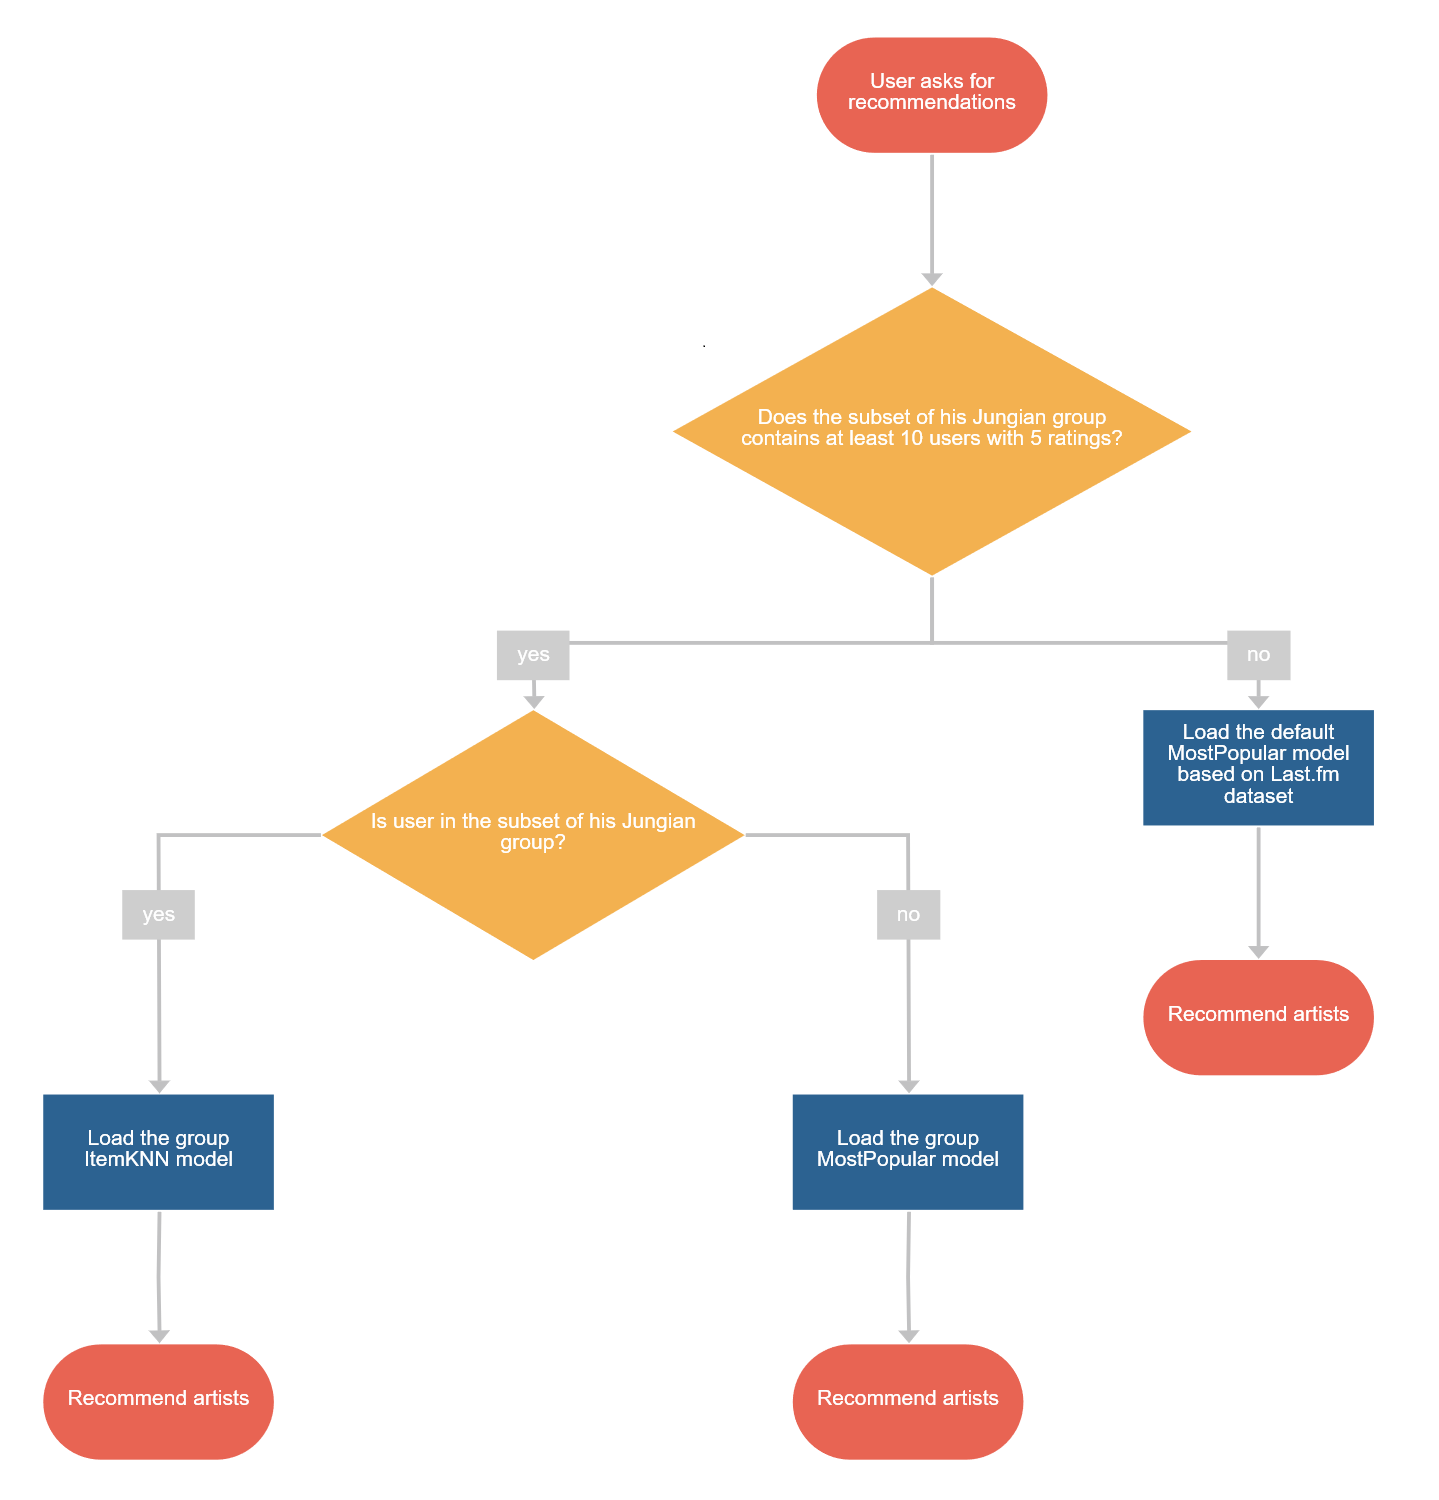 User asks for
recommendations
.
Does the subset of his Jungian group
contains at least 10 users with 5 ratings?
yes
no
Load the default
MostPopular model
based on Last.fm
dataset
Is user in the subset of his Jungian
group?
yes
no
Recommend artists
Load the group
ItemKNN model
Load the group
MostPopular model
Recommend artists
Recommend artists